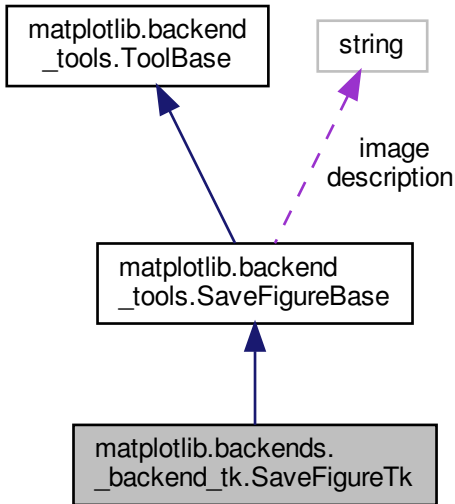 matplotlib.backend
_tools.ToolBase
string
image
description
matplotlib.backend
_tools.SaveFigureBase
matplotlib.backends.
_backend_tk.SaveFigureTk